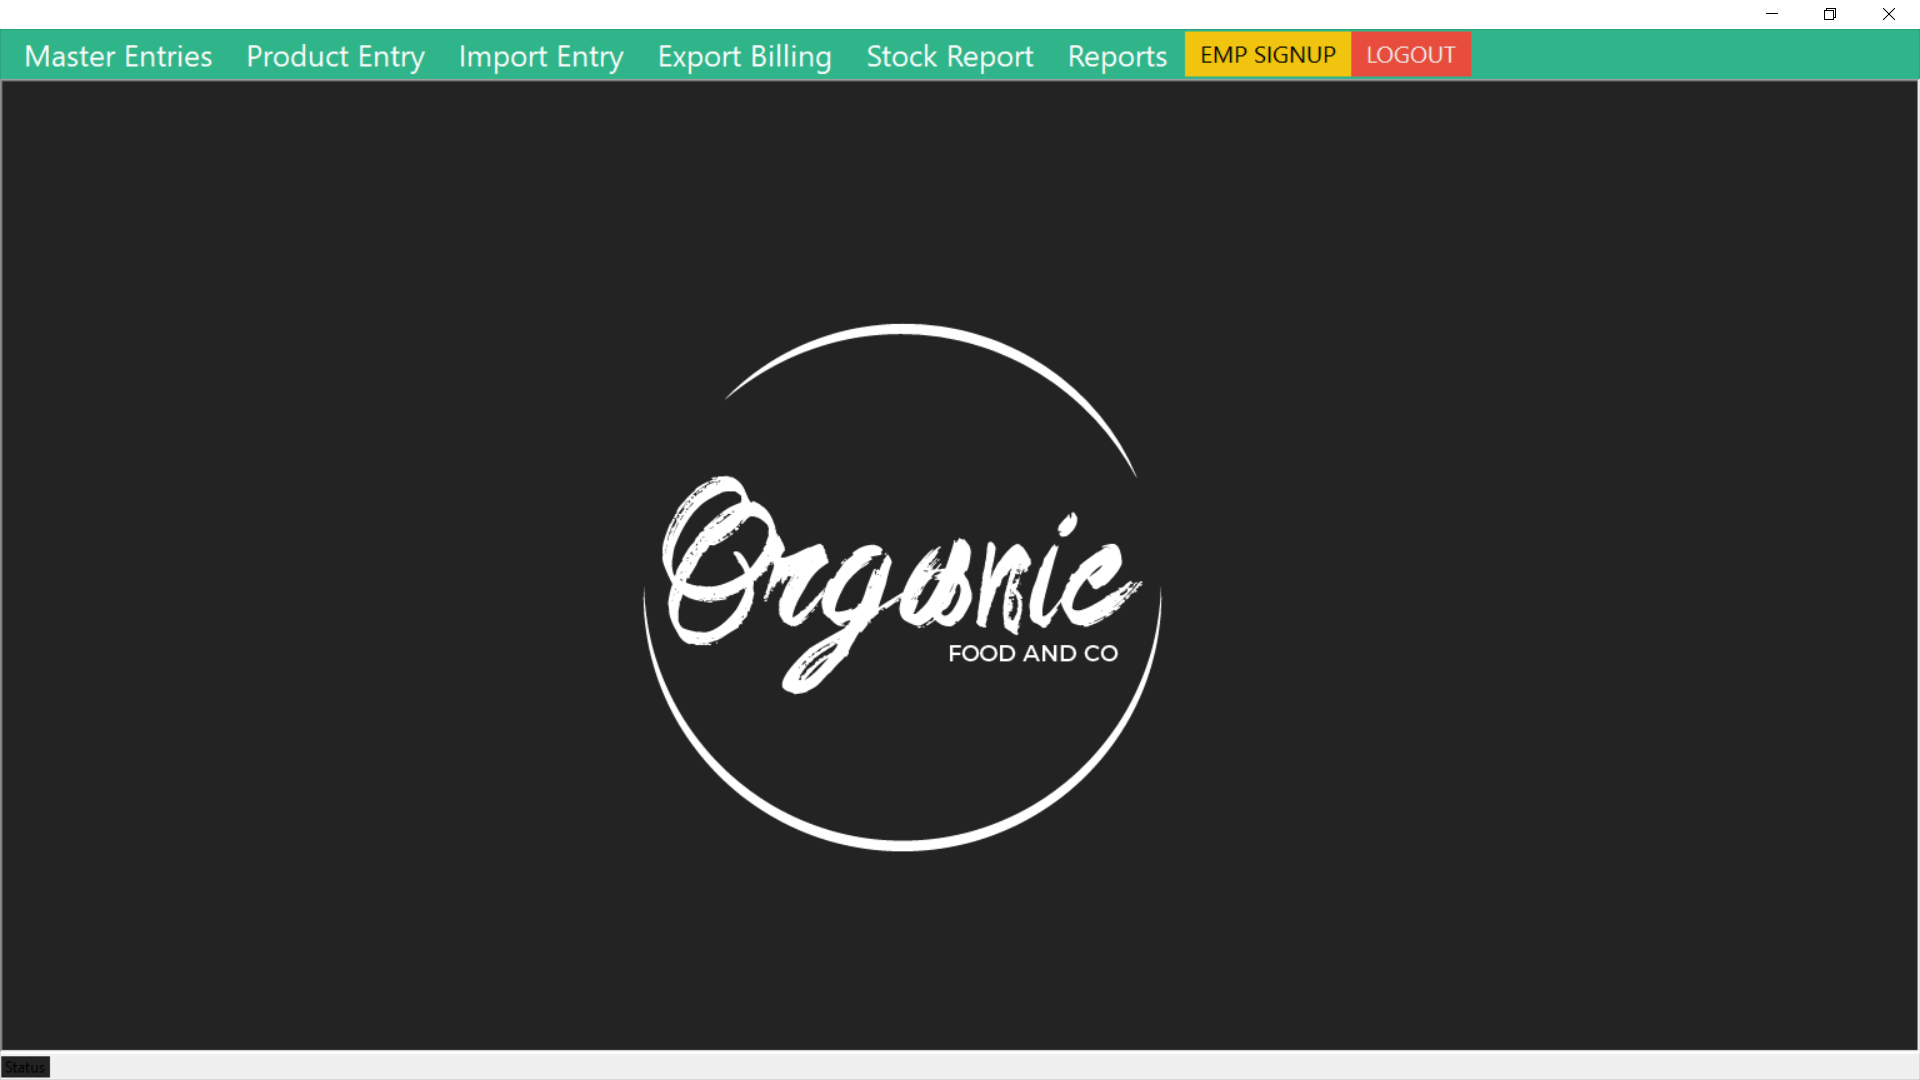 Master Entries Product Entry Import Entry Export Billing Stock Report Reports EMP SIGNUP LOGOUT
Organic
FOOD AND CO
Status